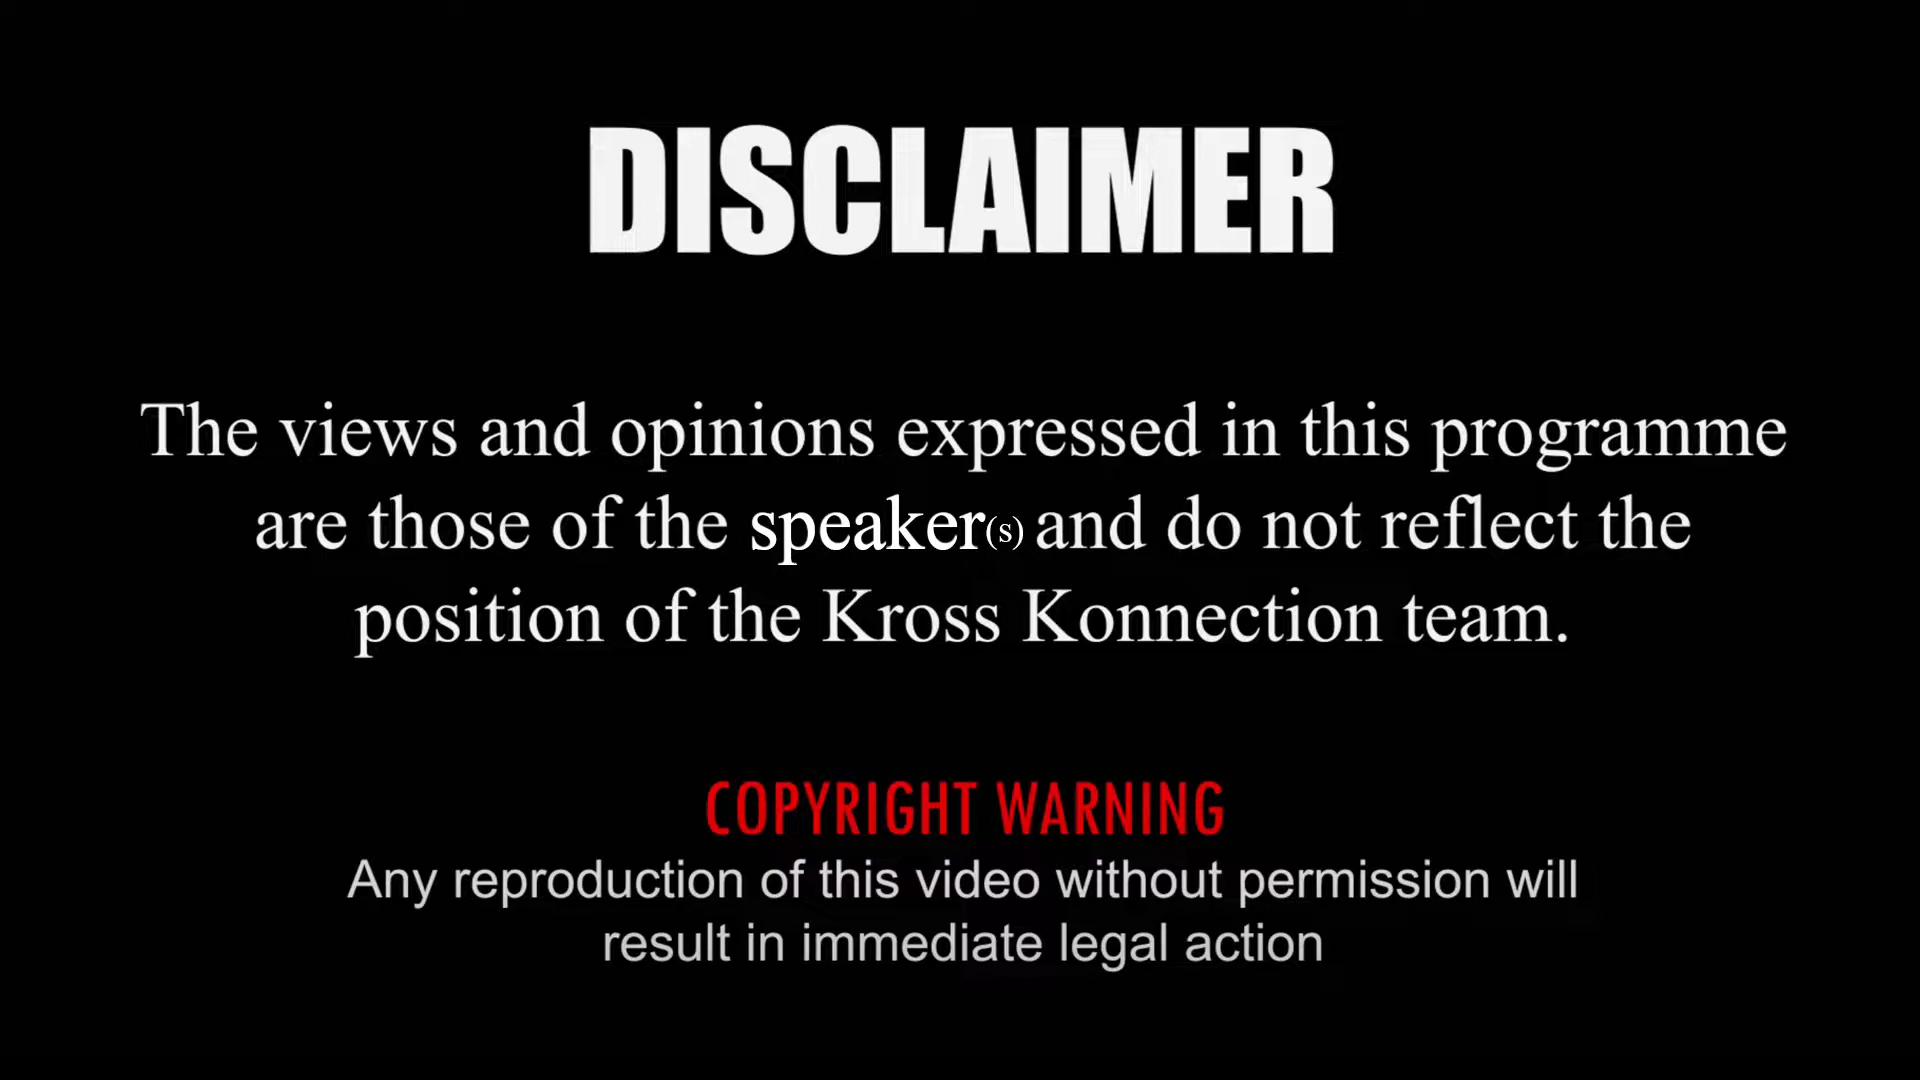 DISCLAIMER
The views and opinions expressed in this programme
are those of the speaker(s) and do not reflect the
position of the Kross Konnection team.
COPYRIGHT WARNING
Any reproduction of this video without permission will
result in immediate legal action